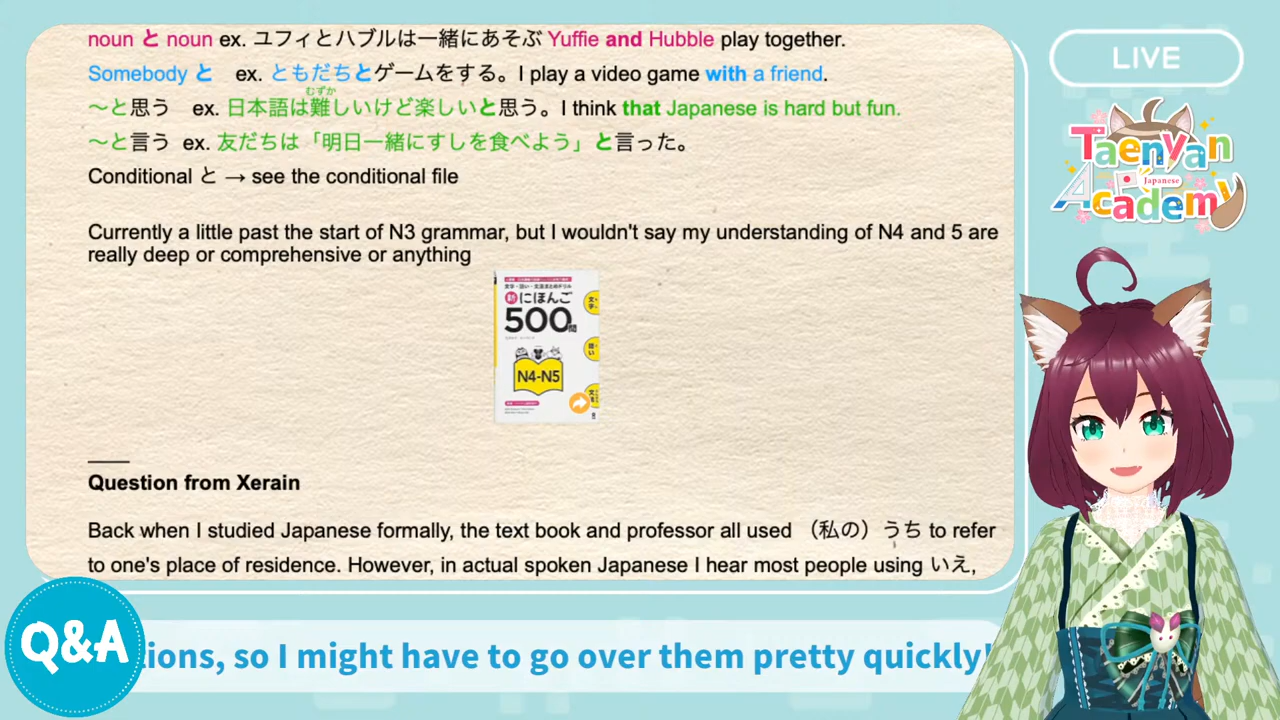 noun と noun ex. ユフィとハブルは一緒にあそぶ Yuffie and Hubble play together.
Somebody と ex. ともだちとゲームをする。I play a video game with a friend.
むずか
〜と思う ex. 日本語は難しいけど楽しいと思う。I think that Japanese is hard but fun.
〜と言う ex. 友だちは「明日一緒にすしを食べよう」と言った。
Conditional と → see the conditional file
Currently a little past the start of N3 grammar, but I wouldn't say my understanding of N4 and 5 are
really deep or comprehensive or anything
新にほんご
500問
N4-N5
Question from Xerain
Back when I studied Japanese formally, the text book and professor all used （私の）うち to refer
to one's place of residence. However, in actual spoken Japanese I hear most people using いえ,
Q&A
tions, so I might have to go over them pretty quickly!
LIVE
Taenyan
Japanese
Academy